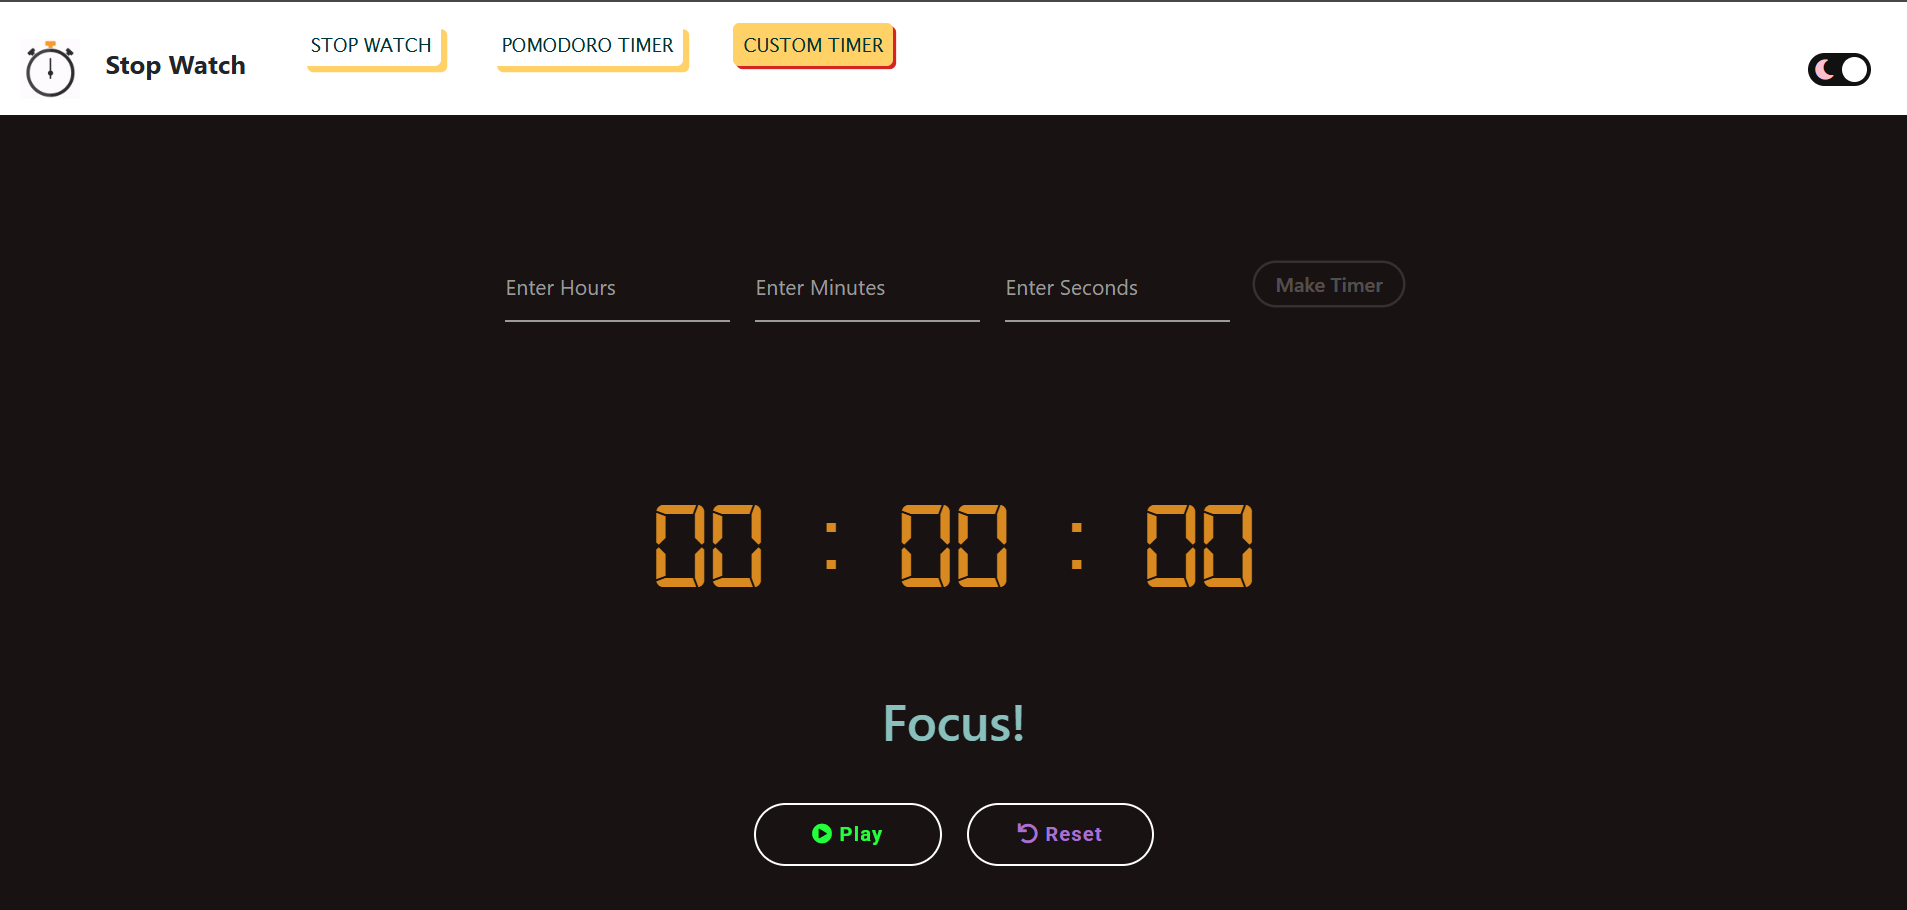 Stop Watch
STOP WATCH
POMODORO TIMER
CUSTOM TIMER
Enter Hours
Enter Minutes
Enter Seconds
Make Timer
00 : 00 : 00
Focus!
Play
Reset